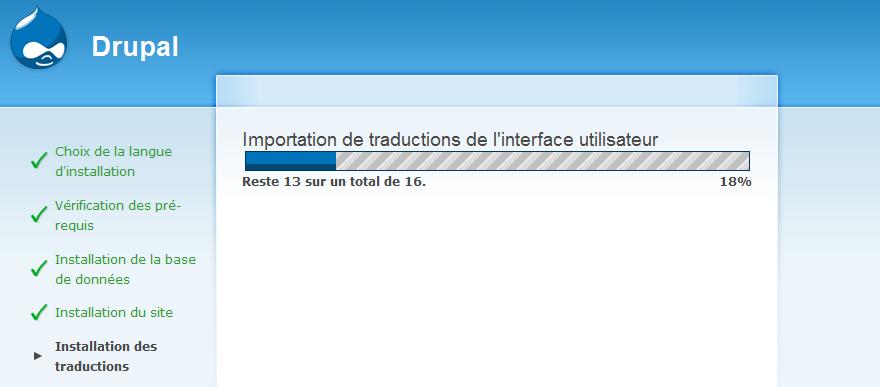 Drupal
Importation de traductions de l'interface utilisateur
Reste 13 sur un total de 16.
18%
Choix de la langue
d'installation
Vérification des pré-
requis
Installation de la base
de données
Installation du site
Installation des
traductions